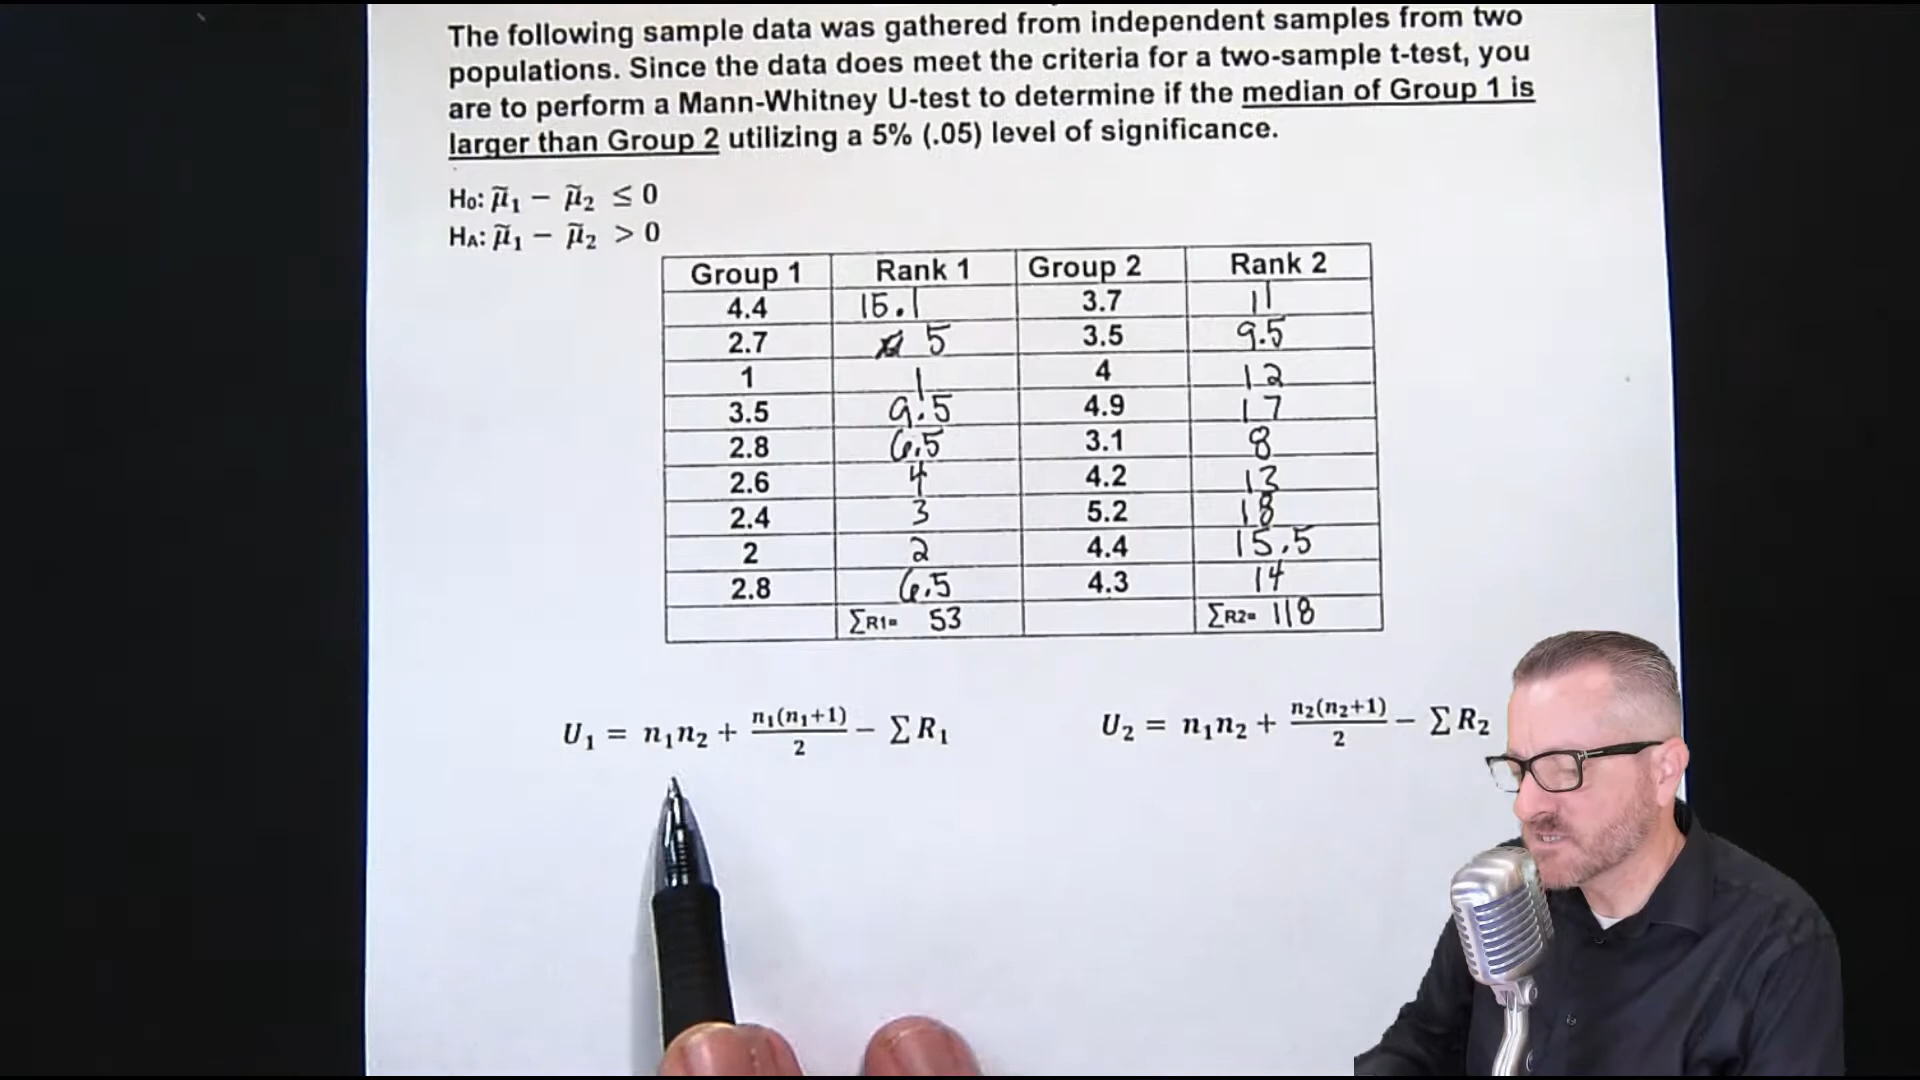 The following sample data was gathered from independent samples from two
populations. Since the data does meet the criteria for a two-sample t-test, you
are to perform a Mann-Whitney U-test to determine if the median of Group 1 is
larger than Group 2 utilizing a 5% (.05) level of significance.
H₀: μ̃₁ − μ̃₂ ≤ 0
Hᴀ: μ̃₁ − μ̃₂ > 0
Group 1 Rank 1 Group 2 Rank 2
4.4 15.1 3.7 11
2.7 5 3.5 9.5
1 1 4 12
3.5 9.5 4.9 17
2.8 6.5 3.1 8
2.6 4 4.2 13
2.4 3 5.2 18
2 2 4.4 15.5
2.8 6.5 4.3 14
∑R1= 53 ∑R2= 118
U₁ = n₁n₂ + n₁(n₁+1)/2 − ∑R₁ U₂ = n₁n₂ + n₂(n₂+1)/2 − ∑R₂